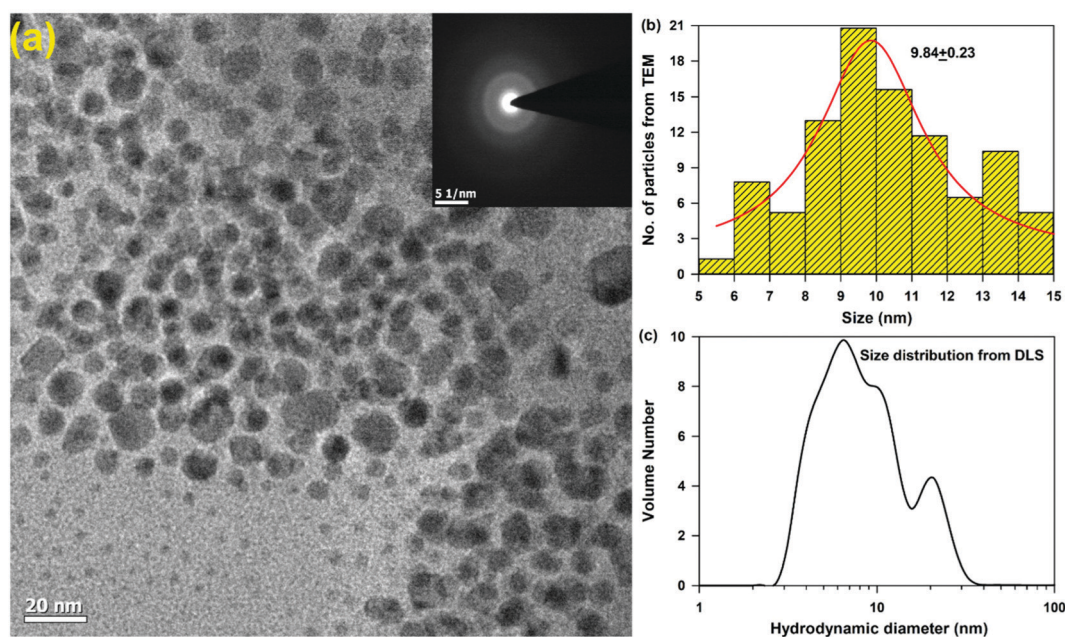 (a)
5 1/nm
20 nm
(b)
21
18
15
12
9
6
3
0
No. of particles from TEM
9.84±0.23
5 6 7 8 9 10 11 12 13 14 15
Size (nm)
(c)
10
8
6
4
2
0
Volume Number
Size distribution from DLS
1 10 100
Hydrodynamic diameter (nm)